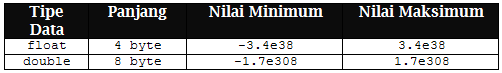 Tipe Data Panjang Nilai Minimum Nilai Maksimum
float 4 byte -3.4e38 3.4e38
double 8 byte -1.7e308 1.7e308